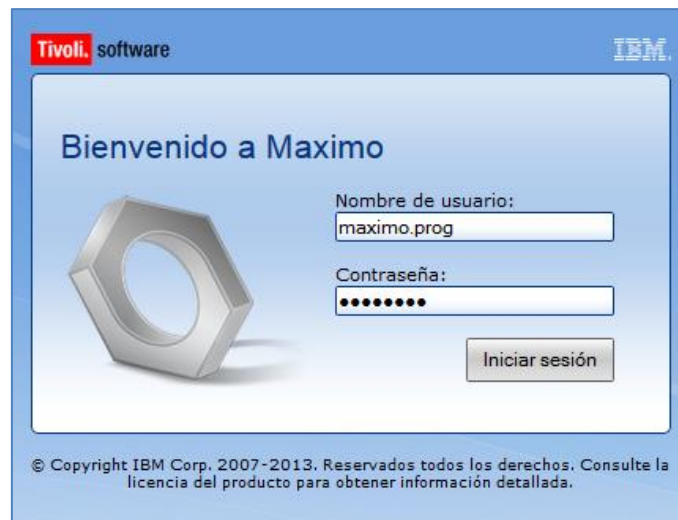 Tivoli. software
IBM.
Bienvenido a Maximo
Nombre de usuario:
maximo.prog
Contraseña:
••••••••
Iniciar sesión
© Copyright IBM Corp. 2007-2013. Reservados todos los derechos. Consulte la
licencia del producto para obtener información detallada.